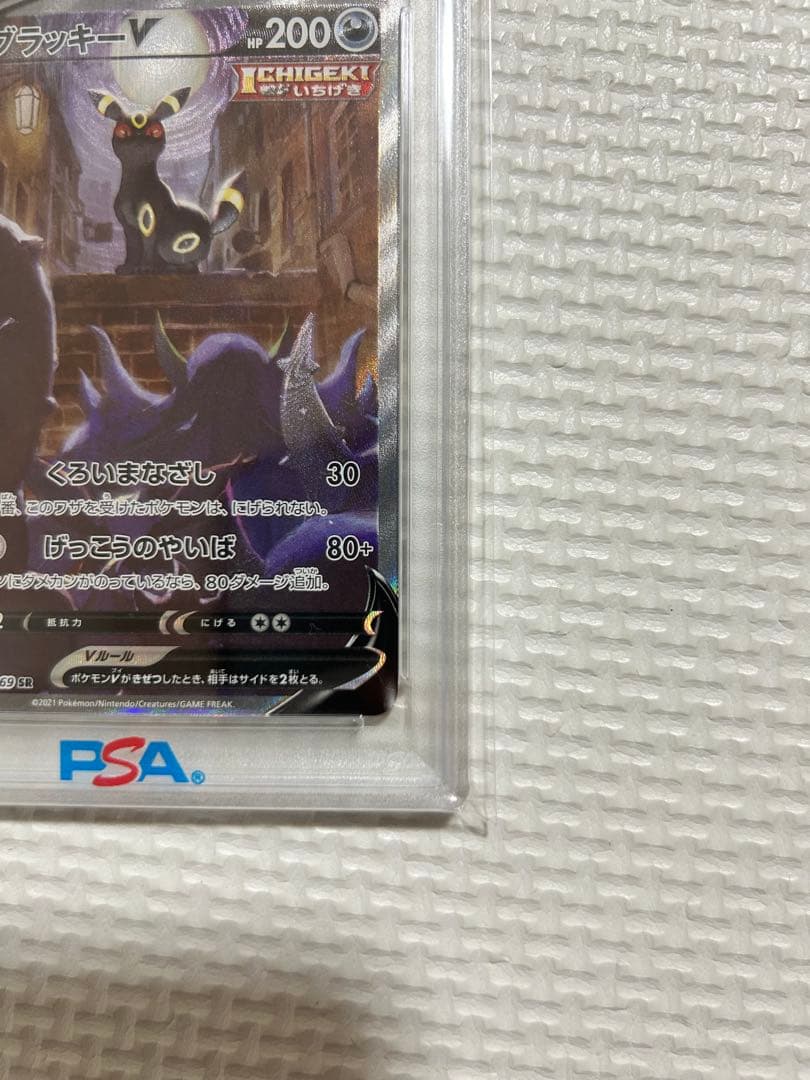 ブラッキーV HP 200
ICHIGEKI
いちげき
くろいまなざし 30
番、このワザを受けたポケモンは、にげられない。
げっこうのやいば 80+
ンにダメカンがのっているなら、80ダメージ追加。
2 抵抗力 にげる
Vルール
ポケモンVがきぜつしたとき、相手はサイドを2枚とる。
69 SR
©2021 Pokémon/Nintendo/Creatures/GAME FREAK.
PSA®